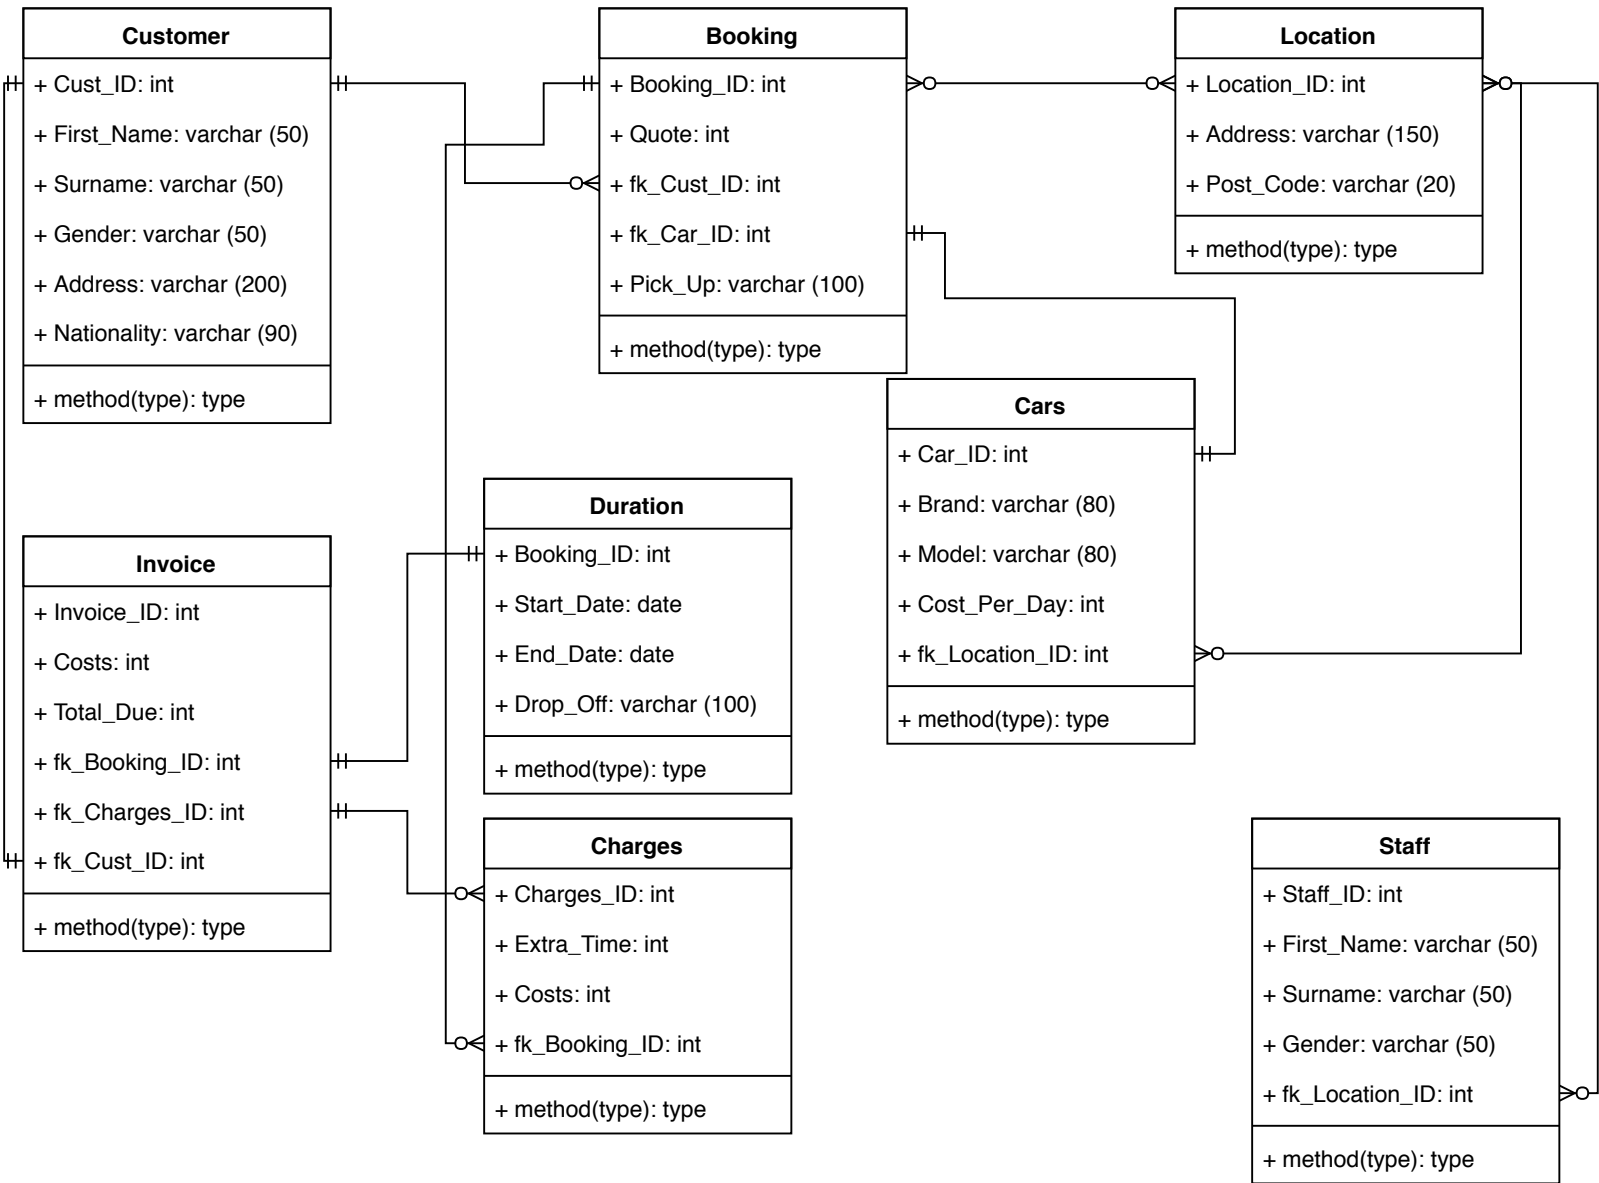 Customer
+ Cust_ID: int
+ First_Name: varchar (50)
+ Surname: varchar (50)
+ Gender: varchar (50)
+ Address: varchar (200)
+ Nationality: varchar (90)
+ method(type): type
Booking
+ Booking_ID: int
+ Quote: int
+ fk_Cust_ID: int
+ fk_Car_ID: int
+ Pick_Up: varchar (100)
+ method(type): type
Location
+ Location_ID: int
+ Address: varchar (150)
+ Post_Code: varchar (20)
+ method(type): type
Cars
+ Car_ID: int
+ Brand: varchar (80)
+ Model: varchar (80)
+ Cost_Per_Day: int
+ fk_Location_ID: int
+ method(type): type
Duration
+ Booking_ID: int
+ Start_Date: date
+ End_Date: date
+ Drop_Off: varchar (100)
+ method(type): type
Invoice
+ Invoice_ID: int
+ Costs: int
+ Total_Due: int
+ fk_Booking_ID: int
+ fk_Charges_ID: int
+ fk_Cust_ID: int
+ method(type): type
Charges
+ Charges_ID: int
+ Extra_Time: int
+ Costs: int
+ fk_Booking_ID: int
+ method(type): type
Staff
+ Staff_ID: int
+ First_Name: varchar (50)
+ Surname: varchar (50)
+ Gender: varchar (50)
+ fk_Location_ID: int
+ method(type): type